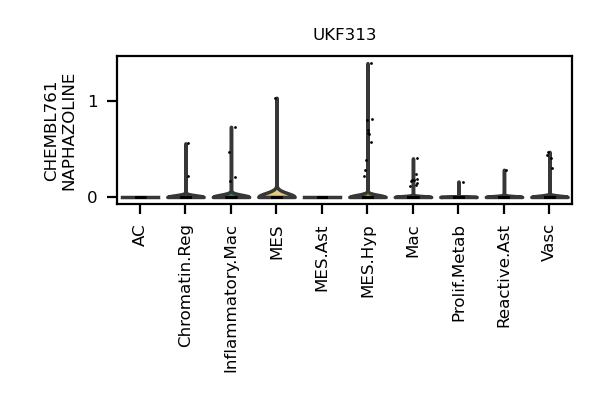 UKF313
CHEMBL761
NAPHAZOLINE
1
0
AC
Chromatin.Reg
Inflammatory.Mac
MES
MES.Ast
MES.Hyp
Mac
Prolif.Metab
Reactive.Ast
Vasc